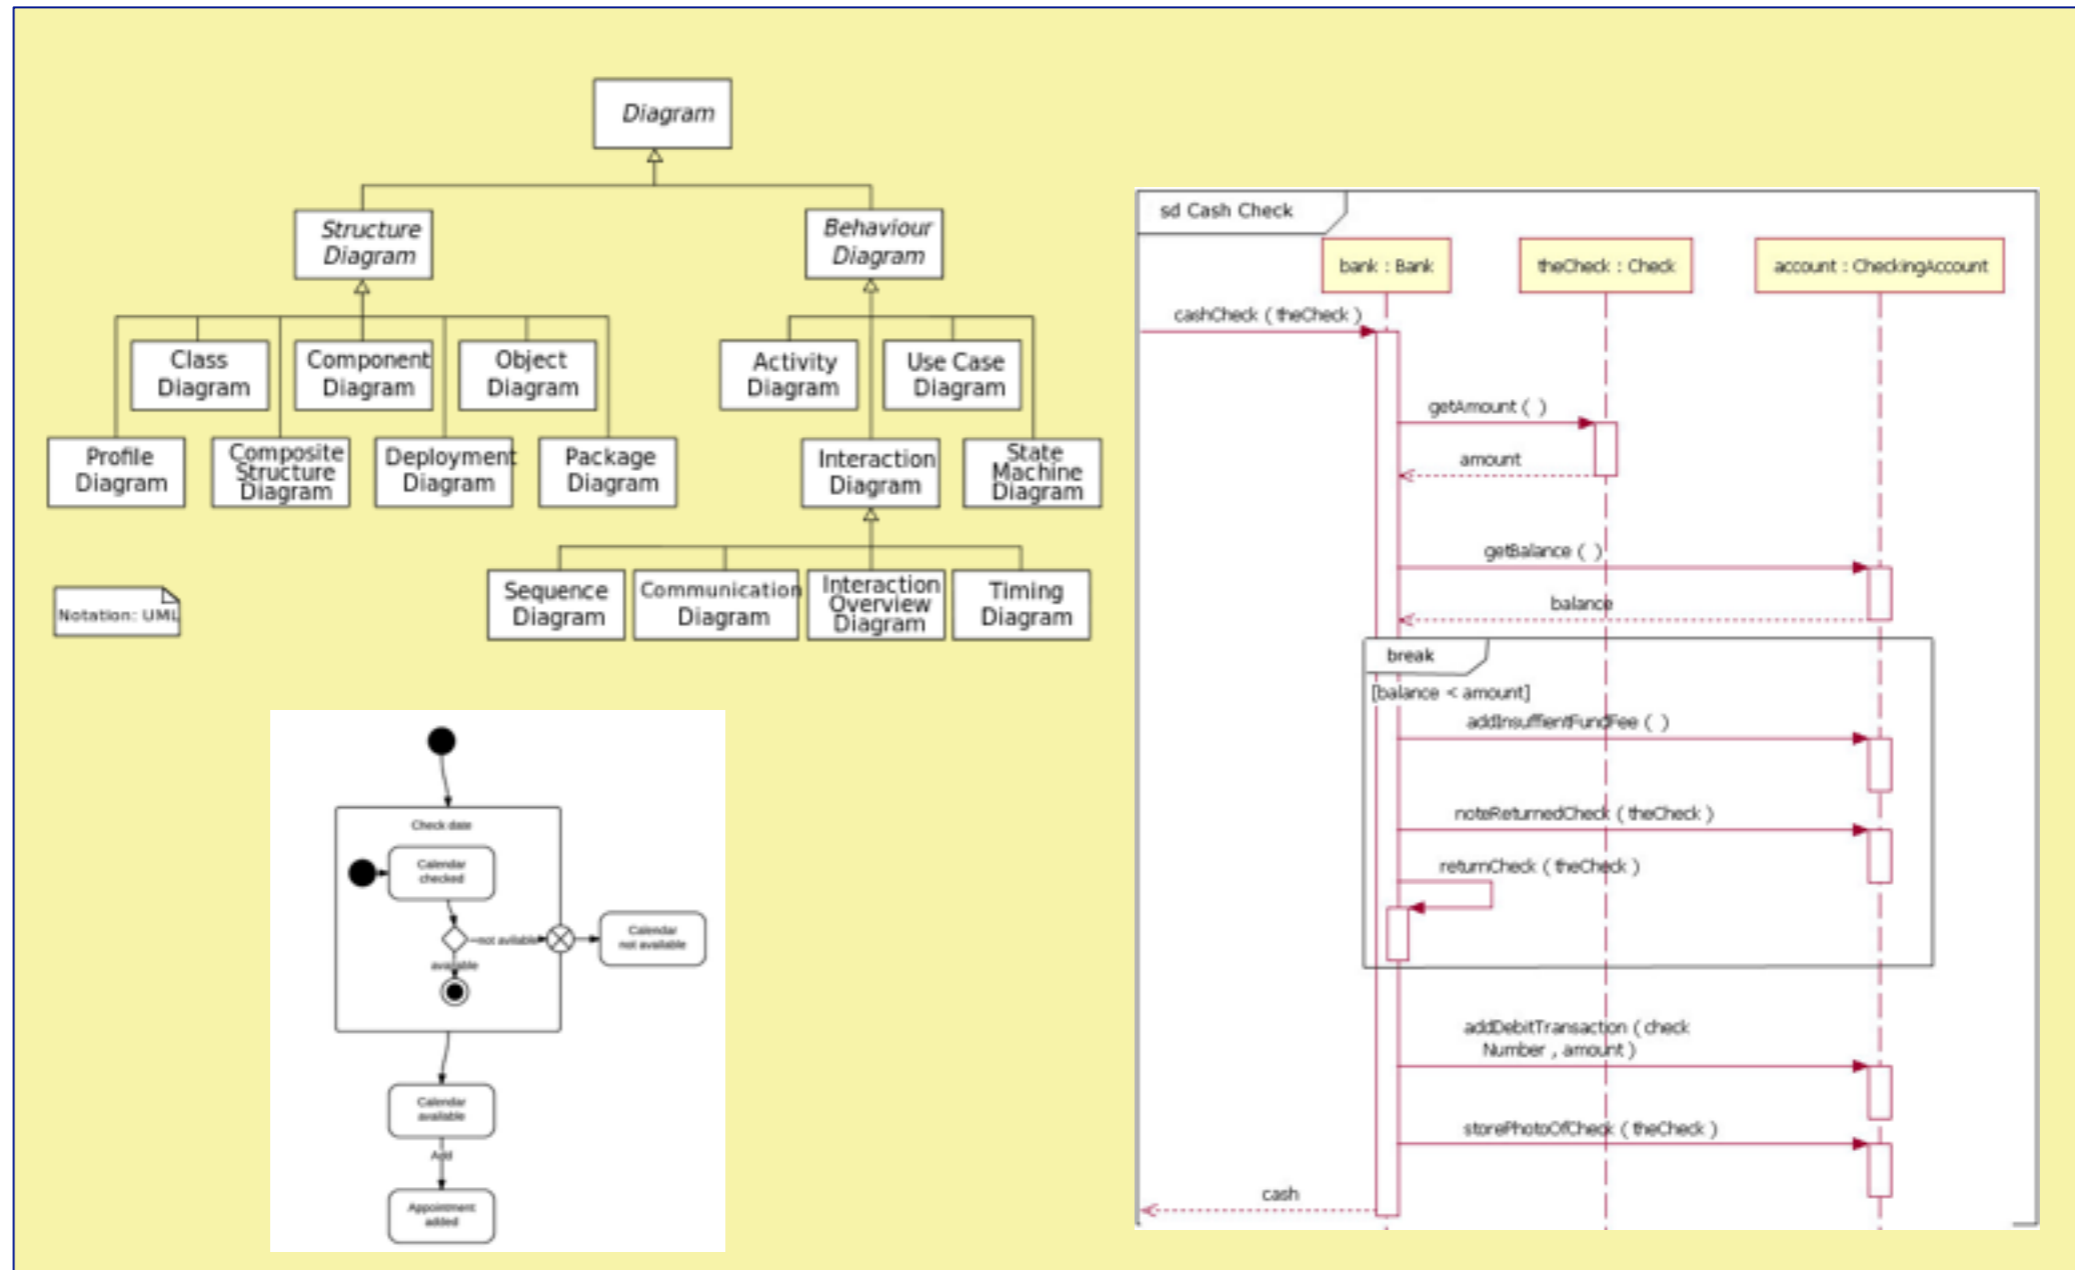 Diagram
Structure
Diagram
Behaviour
Diagram
Class
Diagram
Component
Diagram
Object
Diagram
Activity
Diagram
Use Case
Diagram
Profile
Diagram
Composite
Structure
Diagram
Deployment
Diagram
Package
Diagram
Interaction
Diagram
State
Machine
Diagram
Sequence
Diagram
Communication
Diagram
Interaction
Overview
Diagram
Timing
Diagram
Notation: UML
Check date
Calendar
checked
not avilable
available
Calendar
not available
Calendar
available
Add
Appointment
added
sd Cash Check
bank : Bank
theCheck : Check
account : CheckingAccount
cashCheck ( theCheck )
getAmount ( )
amount
getBalance ( )
balance
break
[balance < amount]
addInsuffientFundFee ( )
noteReturnedCheck ( theCheck )
returnCheck ( theCheck )
addDebitTransaction ( check
Number , amount )
storePhotoOfCheck ( theCheck )
cash